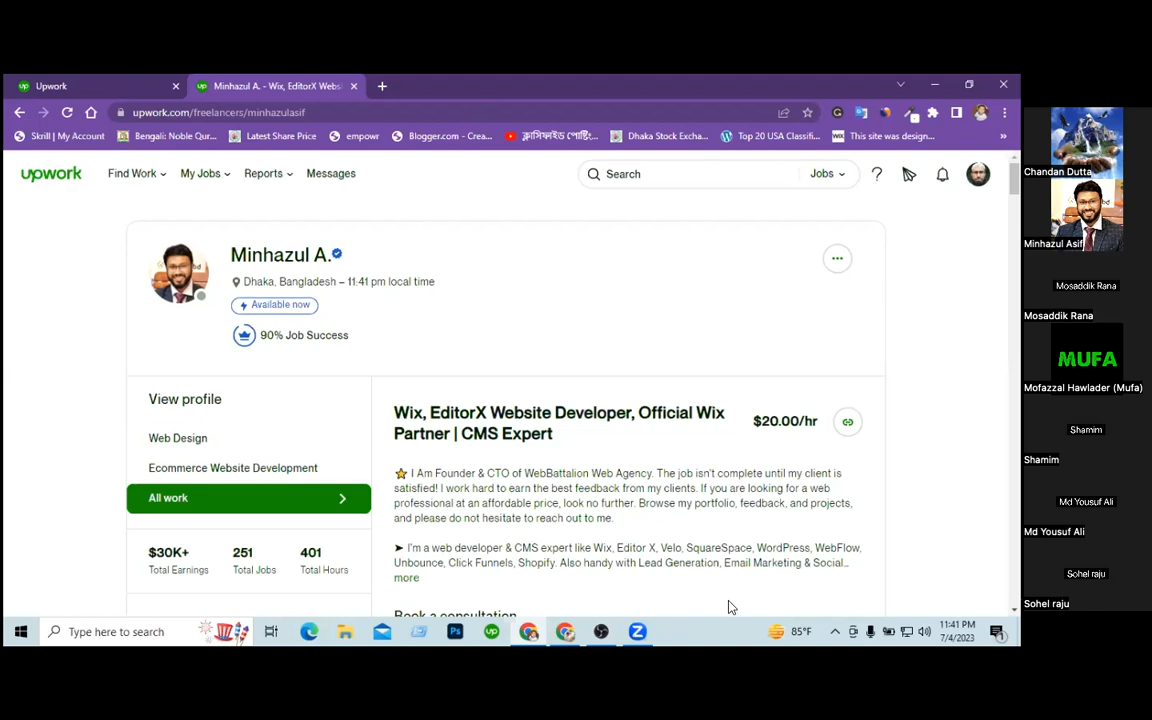 Upwork
Minhazul A. - Wix, EditorX Webs
upwork.com/freelancers/minhazulasif
Skrill | My Account
Bengali: Noble Qur...
Latest Share Price
empowr
Blogger.com - Crea...
ক্লাসিফাইড পোষ্টিং...
Dhaka Stock Excha...
Top 20 USA Classifi...
WIX
This site was design...
upwork
Find Work
My Jobs
Reports
Messages
Search
Jobs
Minhazul A.
Dhaka, Bangladesh – 11:41 pm local time
Available now
90% Job Success
View profile
Web Design
Ecommerce Website Development
All work
$30K+
251
401
Total Earnings
Total Jobs
Total Hours
Wix, EditorX Website Developer, Official Wix
Partner | CMS Expert
$20.00/hr
I Am Founder & CTO of WebBattalion Web Agency. The job isn't complete until my client is
satisfied! I work hard to earn the best feedback from my clients. If you are looking for a web
professional at an affordable price, look no further. Browse my portfolio, feedback, and projects,
and please do not hesitate to reach out to me.
➤ I'm a web developer & CMS expert like Wix, Editor X, Velo, SquareSpace, WordPress, WebFlow,
Unbounce, Click Funnels, Shopify. Also handy with Lead Generation, Email Marketing & Social...
more
Book a consultation
Type here to search
Ps
up
85°F
11:41 PM
7/4/2023
1
Chandan Dutta
Minhazul Asif
Mosaddik Rana
Mosaddik Rana
MUFA
Mofazzal Hawlader (Mufa)
Shamim
Shamim
Md Yousuf Ali
Md Yousuf Ali
Sohel raju
Sohel raju